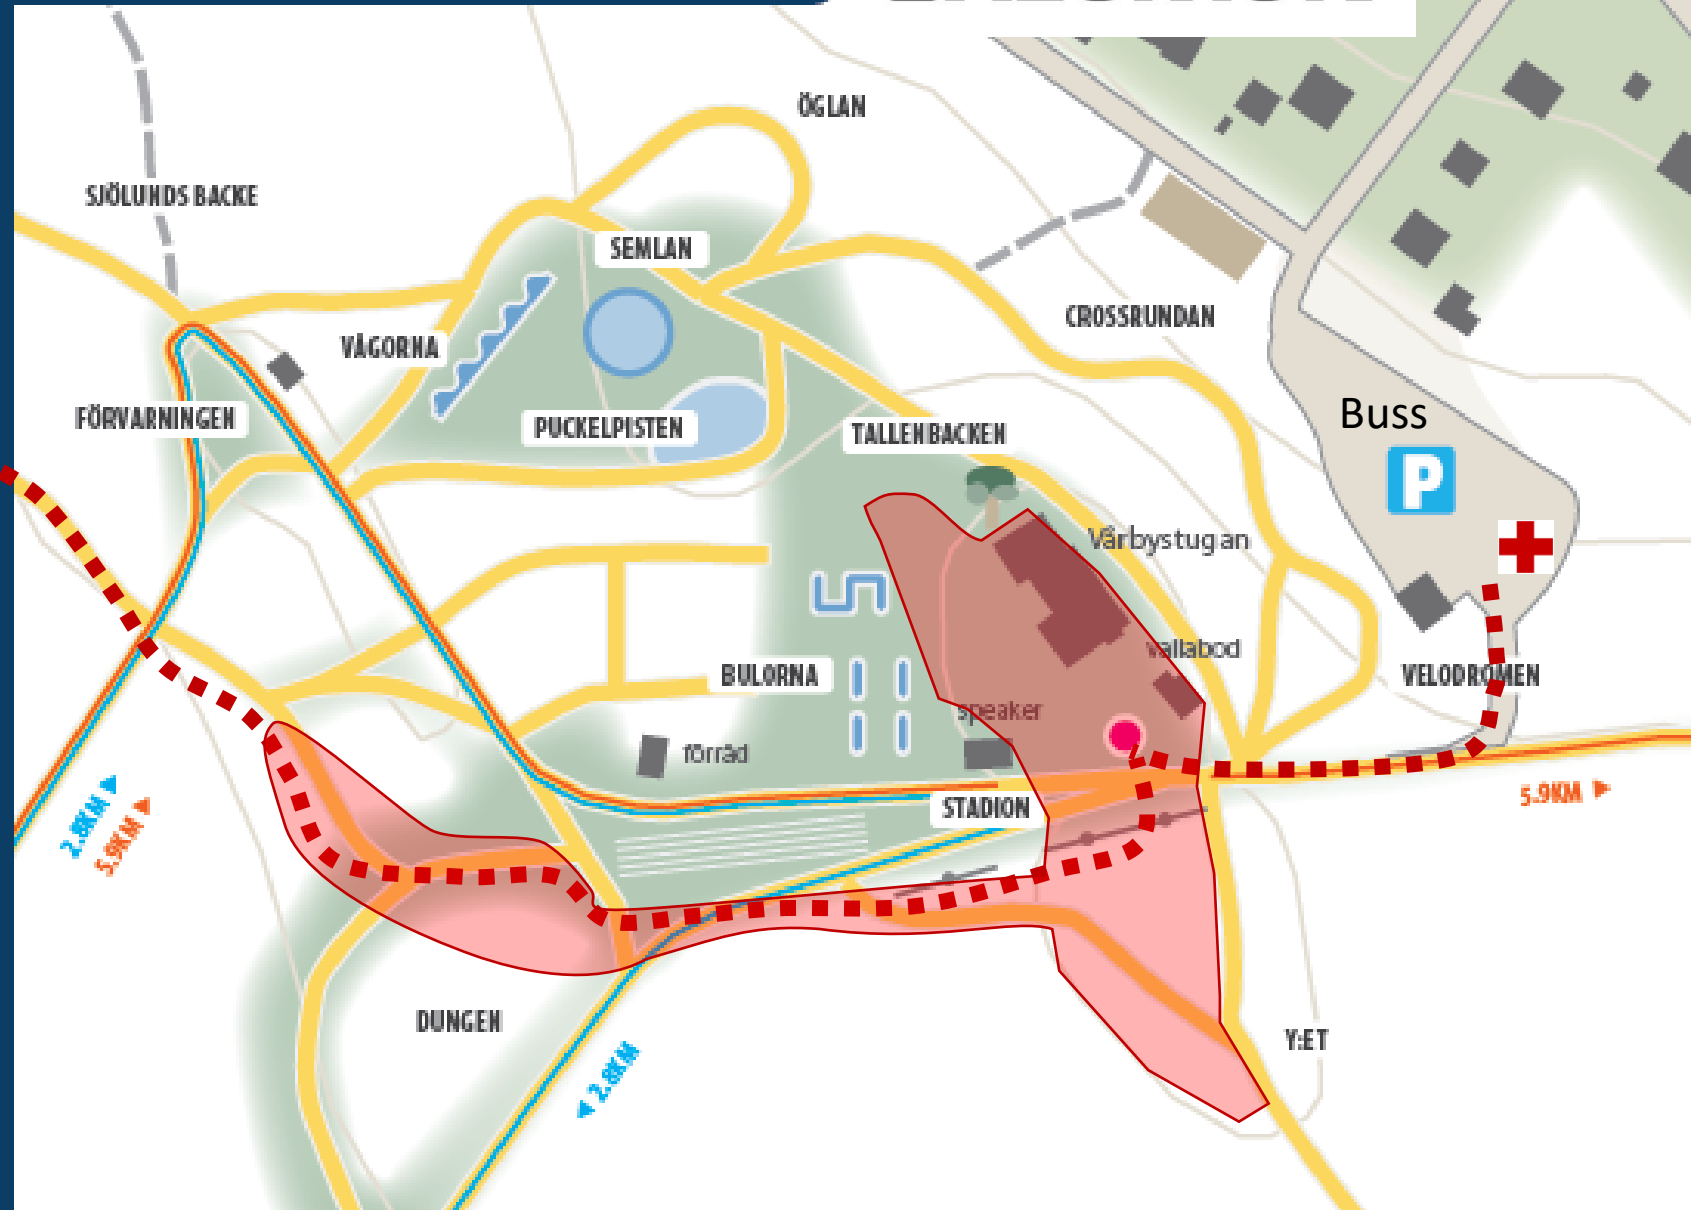 ÖGLAN
SJÖLUNDS BACKE
SEMLAN
CROSSRUNDAN
VÅGORNA
Buss
FÖRVARNINGEN
PUCKELPISTEN
TALLENBACKEN
P
Vårbystugan
vallabod
BULORNA
VELODROMEN
speaker
förråd
2.8KM
5.9KM
STADION
5.9KM
DUNGEN
Y:ET
2.8KM